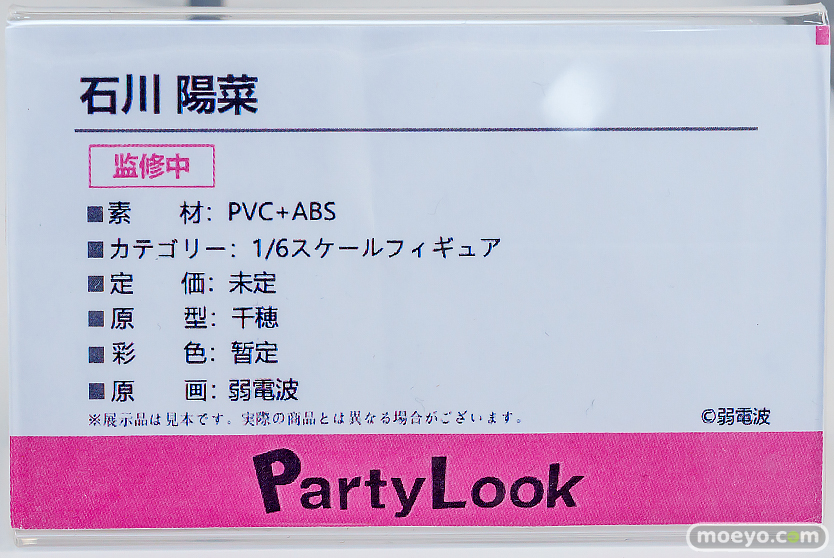 石川 陽菜
监修中
■素　　材：PVC+ABS
■カテゴリー：1/6スケールフィギュア
■定　　価：未定
■原　　型：千穂
■彩　　色：暂定
■原　　画：弱電波
※展示品は見本です。実際の商品とは異なる場合がございます。
©弱電波
PartyLook
moeyo.com